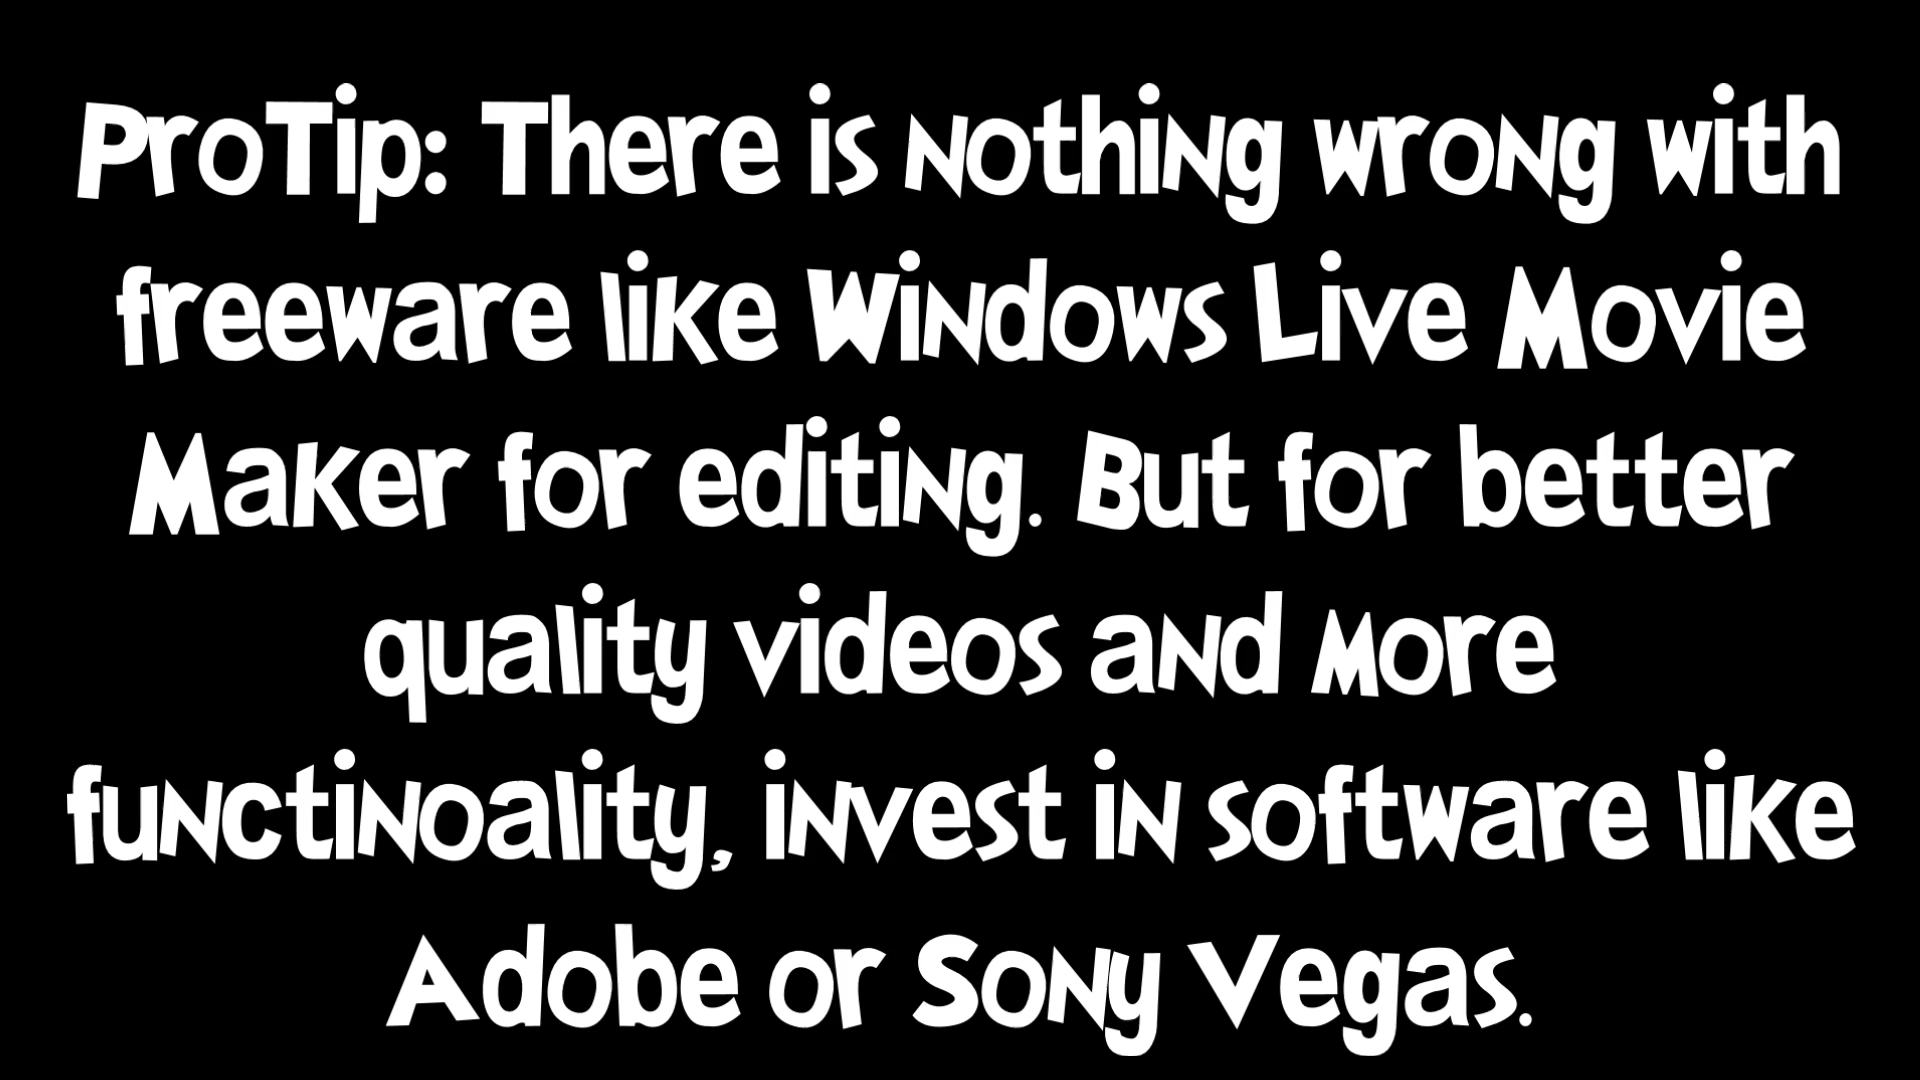 ProTip: There is nothing wrong with
freeware like Windows Live Movie
Maker for editing. But for better
quality videos and more
functinoality, invest in software like
Adobe or Sony Vegas.